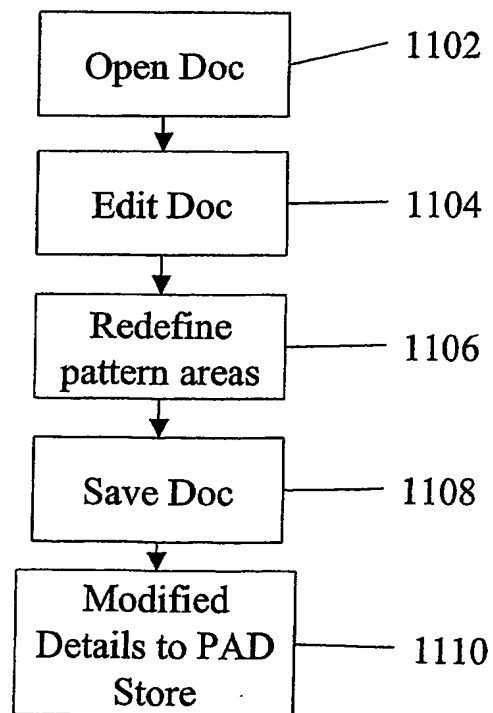 Open Doc
1102
Edit Doc
1104
Redefine
pattern areas
1106
Save Doc
1108
Modified
Details to PAD
Store
1110